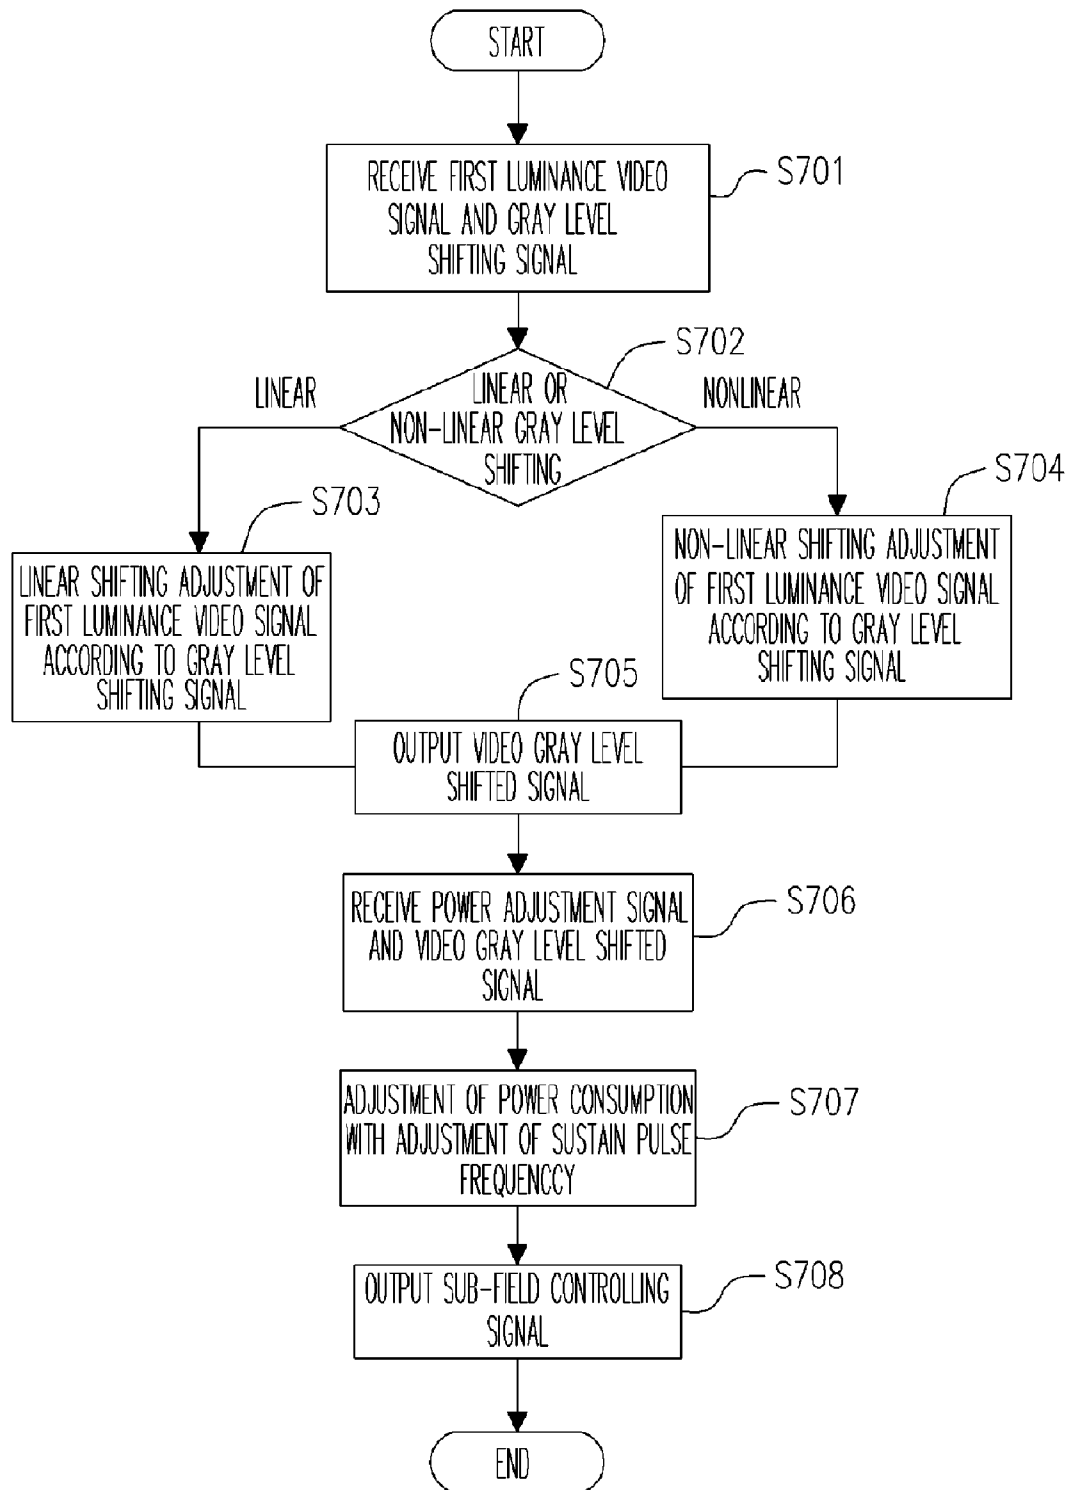 START
RECEIVE FIRST LUMINANCE VIDEO
SIGNAL AND GRAY LEVEL
SHIFTING SIGNAL
S701
S702
LINEAR
LINEAR OR
NON-LINEAR GRAY LEVEL
SHIFTING
NONLINEAR
S703
LINEAR SHIFTING ADJUSTMENT OF
FIRST LUMINANCE VIDEO SIGNAL
ACCORDING TO GRAY LEVEL
SHIFTING SIGNAL
S704
NON-LINEAR SHIFTING ADJUSTMENT
OF FIRST LUMINANCE VIDEO SIGNAL
ACCORDING TO GRAY LEVEL
SHIFTING SIGNAL
S705
OUTPUT VIDEO GRAY LEVEL
SHIFTED SIGNAL
RECEIVE POWER ADJUSTMENT SIGNAL
AND VIDEO GRAY LEVEL SHIFTED
SIGNAL
S706
ADJUSTMENT OF POWER CONSUMPTION
WITH ADJUSTMENT OF SUSTAIN PULSE
FREQUENCCY
S707
OUTPUT SUB-FIELD CONTROLLING
SIGNAL
S708
END